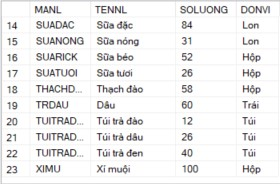 MANL TENNL SOLUONG DONVI
14 SUADAC Sữa đặc 84 Lon
15 SUANONG Sữa nóng 31 Lon
16 SUARICK Sữa béo 52 Hộp
17 SUATUOI Sữa tươi 26 Hộp
18 THACHD... Thạch đào 58 Hộp
19 TRDAU Dâu 60 Trái
20 TUITRAD... Túi trà đào 12 Túi
21 TUITRAD... Túi trà dâu 26 Túi
22 TUITRAD... Túi trà đen 40 Túi
23 XIMU Xí muội 100 Hộp